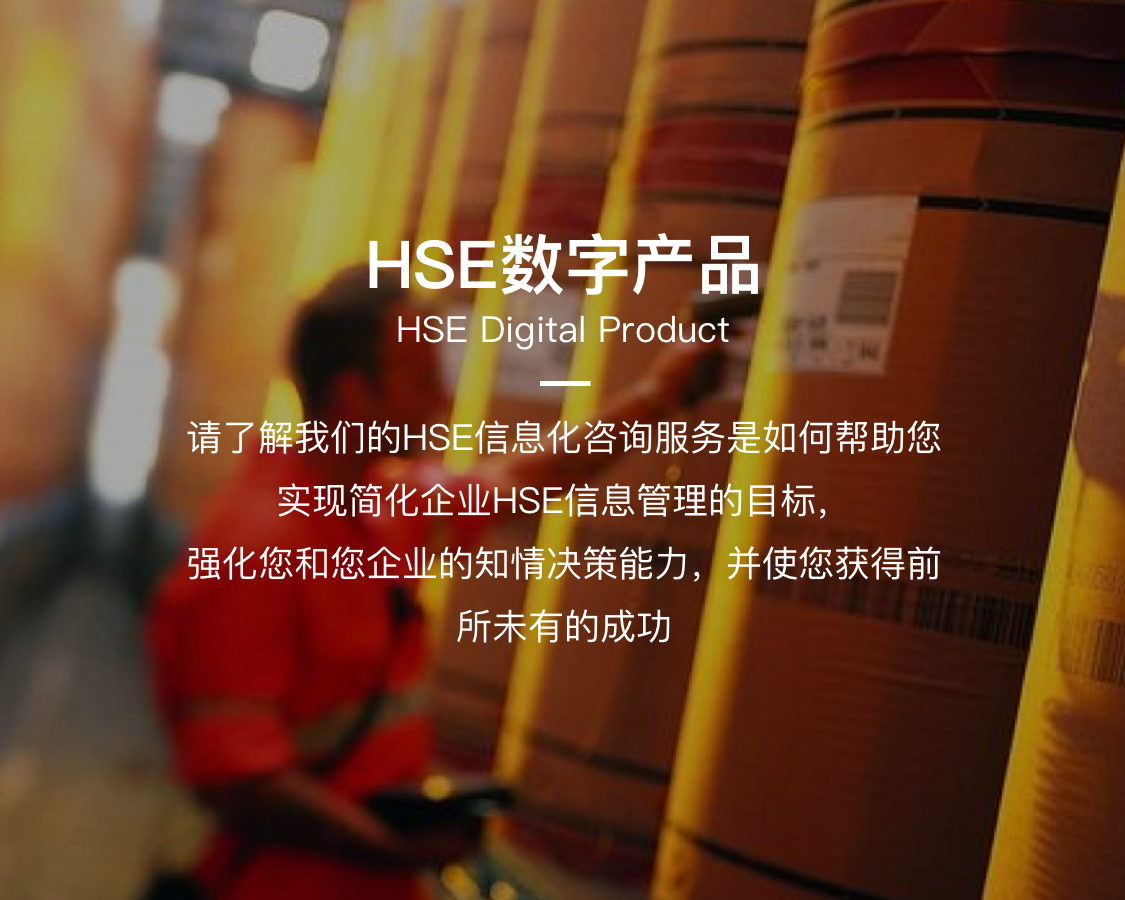 HSE数字产品
HSE Digital Product
请了解我们的HSE信息化咨询服务是如何帮助您
实现简化企业HSE信息管理的目标，
强化您和您企业的知情决策能力，并使您获得前
所未有的成功